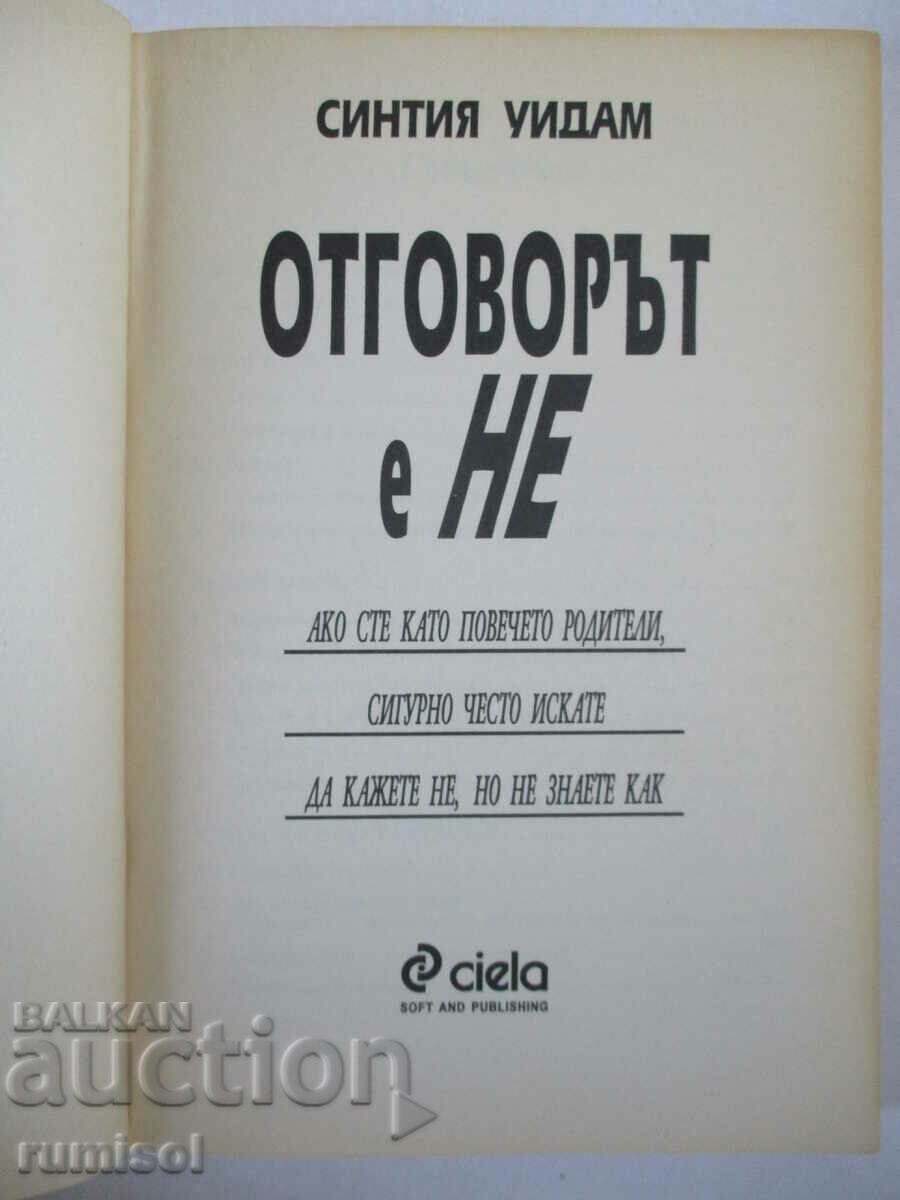 СИНТИЯ УИДАМ
ОТГОВОРЪТ
е НЕ
АКО СТЕ КАТО ПОВЕЧЕТО РОДИТЕЛИ,
СИГУРНО ЧЕСТО ИСКАТЕ
ДА КАЖЕТЕ НЕ, НО НЕ ЗНАЕТЕ КАК
ciela
SOFT AND PUBLISHING
BALKAN
auction
rumisol